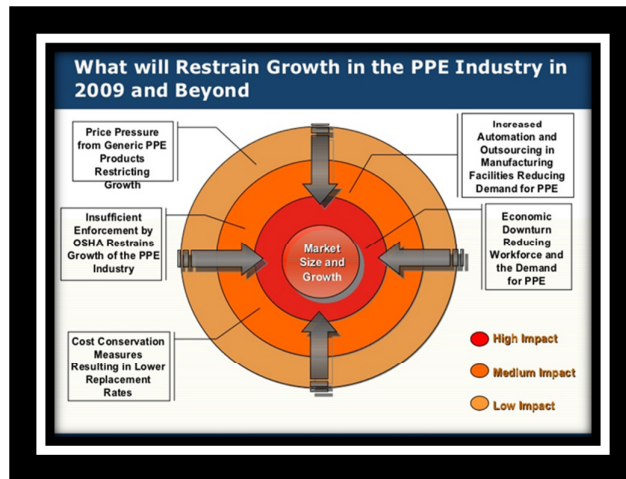 What will Restrain Growth in the PPE Industry in
2009 and Beyond
Price Pressure
from Generic PPE
Products
Restricting
Growth
Increased
Automation and
Outsourcing in
Manufacturing
Facilities Reducing
Demand for PPE
Insufficient
Enforcement by
OSHA Restrains
Growth of the PPE
Industry
Market
Size and
Growth
Economic
Downturn
Reducing
Workforce and
the Demand
for PPE
Cost Conservation
Measures
Resulting in Lower
Replacement
Rates
High Impact
Medium Impact
Low Impact